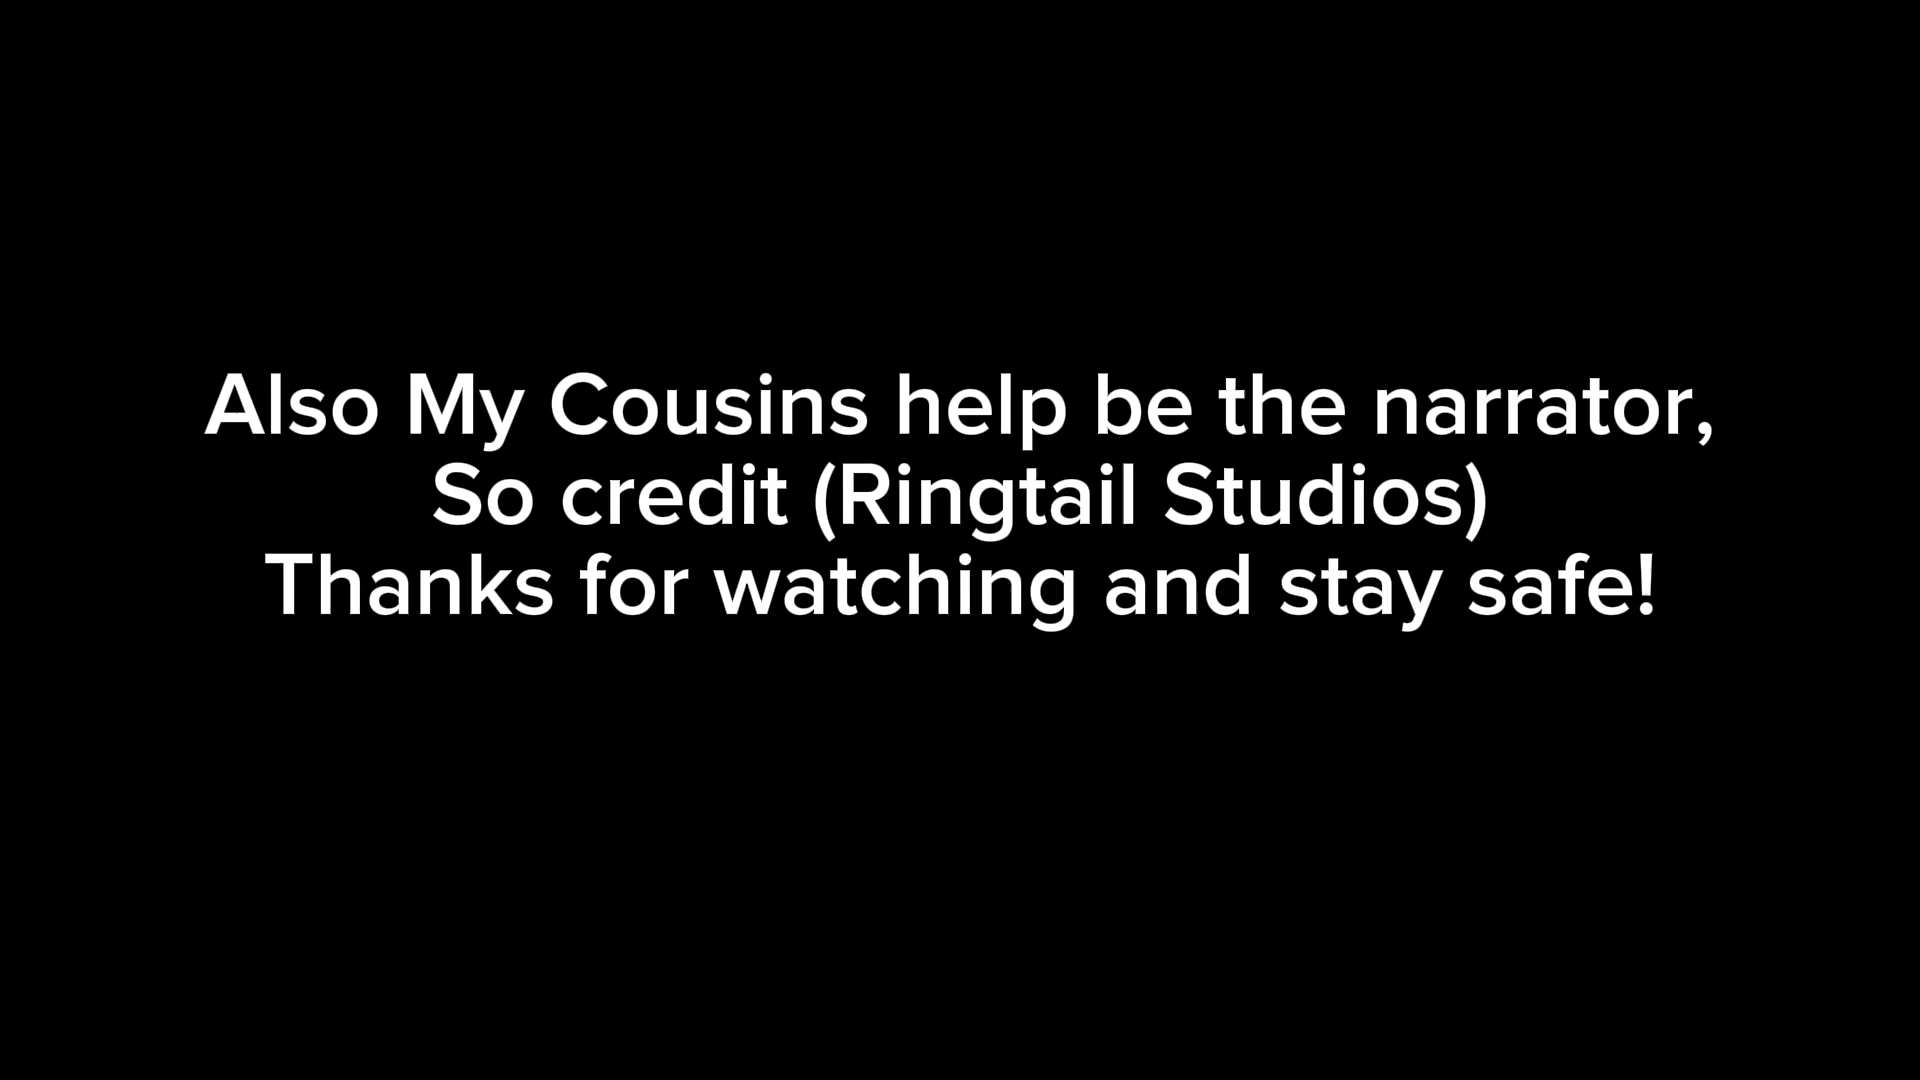 Also My Cousins help be the narrator,
So credit (Ringtail Studios)
Thanks for watching and stay safe!